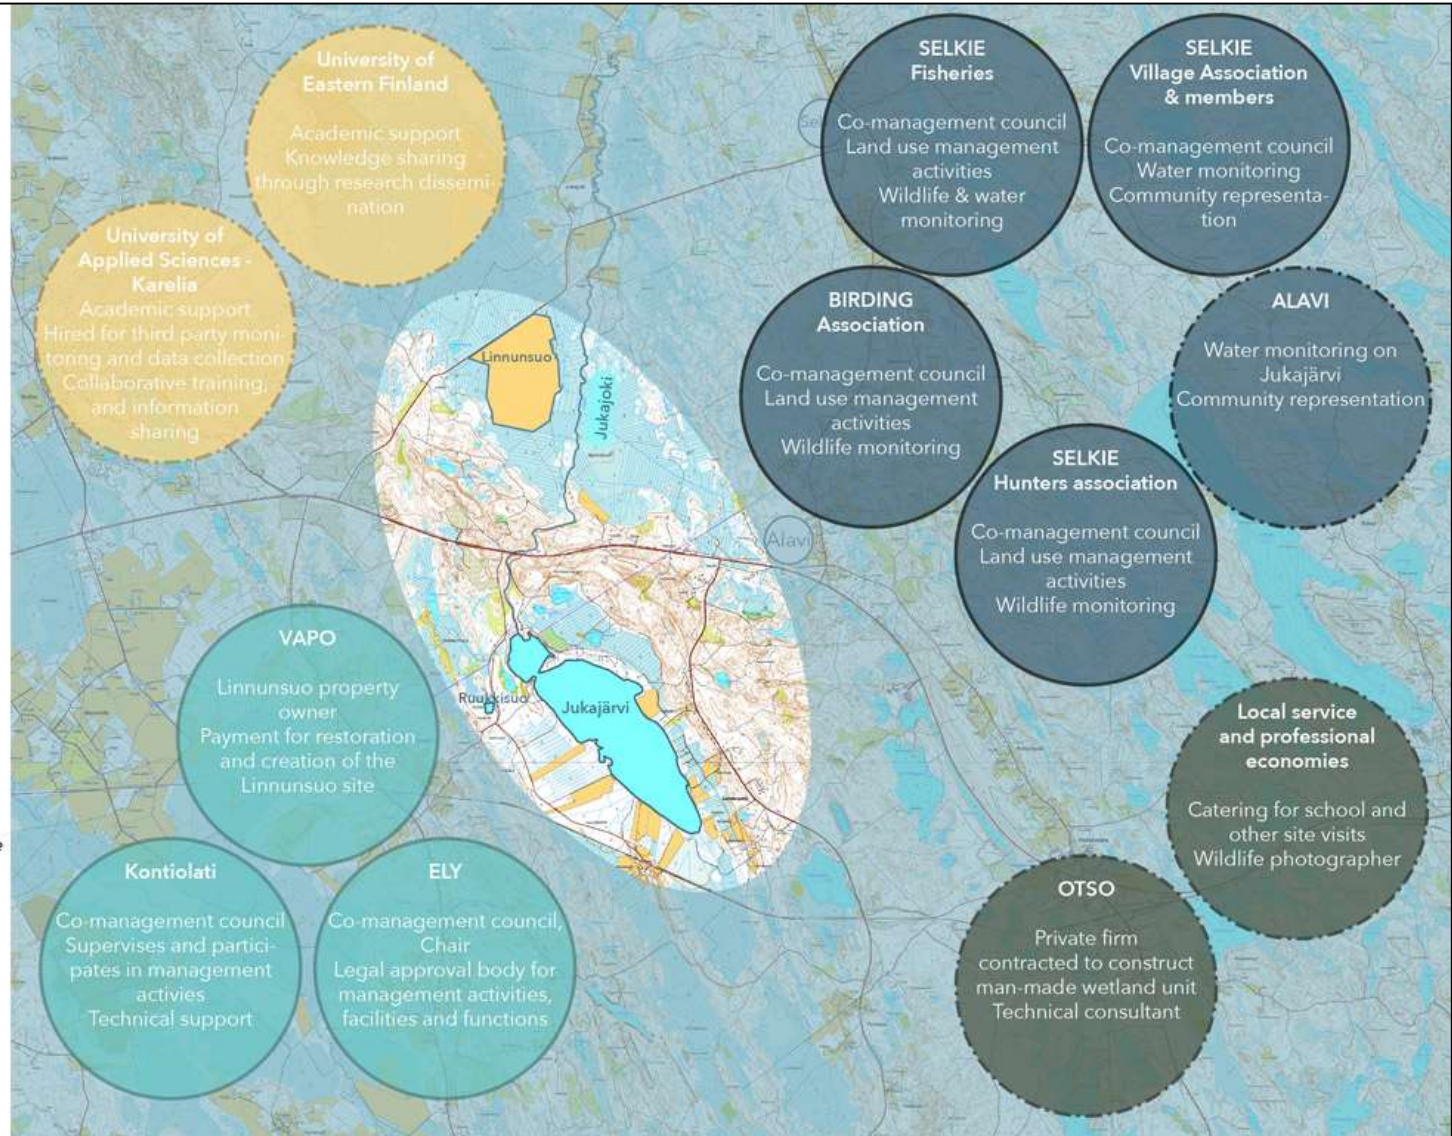 University of
Eastern Finland
Academic support
Knowledge sharing
through research dissemi-
nation
University of
Applied Sciences -
Karelia
Academic support
Hired for third party moni-
toring and data collection
Collaborative training,
and information
sharing
SELKIE
Fisheries
Co-management council
Land use management
activities
Wildlife & water
monitoring
SELKIE
Village Association
& members
Co-management council
Water monitoring
Community representa-
tion
BIRDING
Association
Co-management council
Land use management
activities
Wildlife monitoring
ALAVI
Water monitoring on
Jukajärvi
Community representation
SELKIE
Hunters association
Co-management council
Land use management
activities
Wildlife monitoring
Linnunsuo
Jukajoki
Alavi
Ruukkisuo
Jukajärvi
VAPO
Linnunsuo property
owner
Payment for restoration
and creation of the
Linnunsuo site
Kontiolati
Co-management council
Supervises and partici-
pates in management
activies
Technical support
ELY
Co-management council,
Chair
Legal approval body for
management activities,
facilities and functions
Local service
and professional
economies
Catering for school and
other site visits
Wildlife photographer
OTSO
Private firm
contracted to construct
man-made wetland unit
Technical consultant